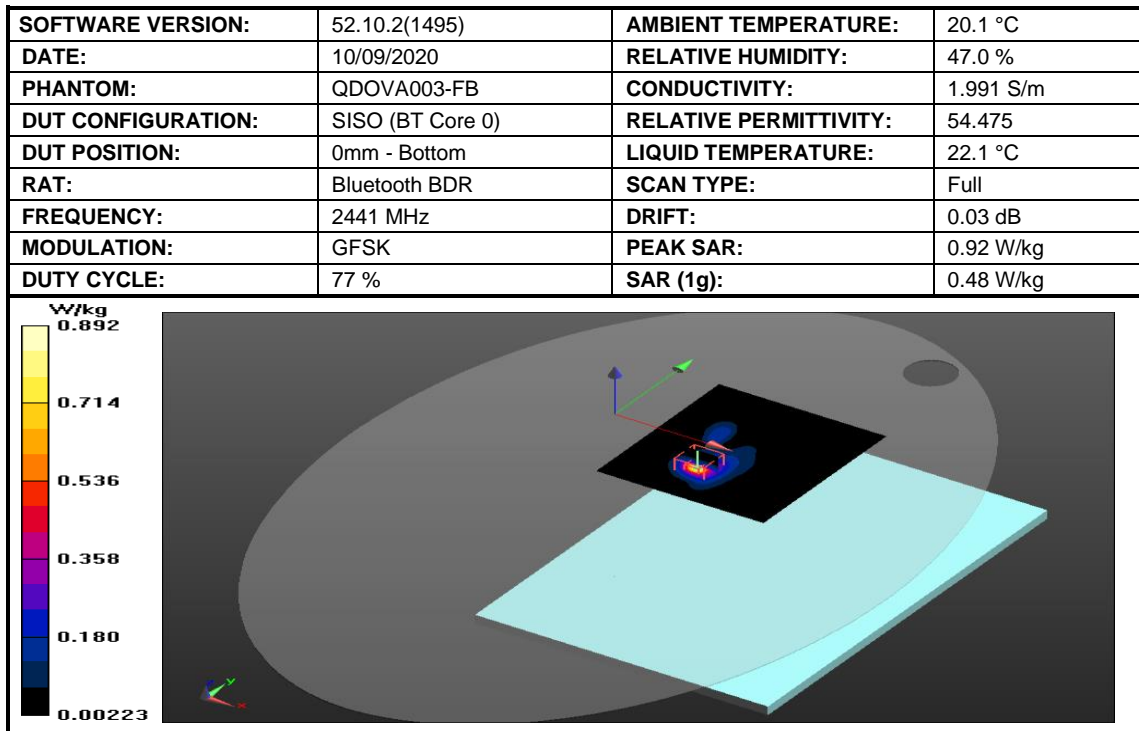 SOFTWARE VERSION: 52.10.2(1495) AMBIENT TEMPERATURE: 20.1 °C
DATE: 10/09/2020 RELATIVE HUMIDITY: 47.0 %
PHANTOM: QDOVA003-FB CONDUCTIVITY: 1.991 S/m
DUT CONFIGURATION: SISO (BT Core 0) RELATIVE PERMITTIVITY: 54.475
DUT POSITION: 0mm - Bottom LIQUID TEMPERATURE: 22.1 °C
RAT: Bluetooth BDR SCAN TYPE: Full
FREQUENCY: 2441 MHz DRIFT: 0.03 dB
MODULATION: GFSK PEAK SAR: 0.92 W/kg
DUTY CYCLE: 77 % SAR (1g): 0.48 W/kg
W/kg
0.892
0.714
0.536
0.358
0.180
0.00223
y
x